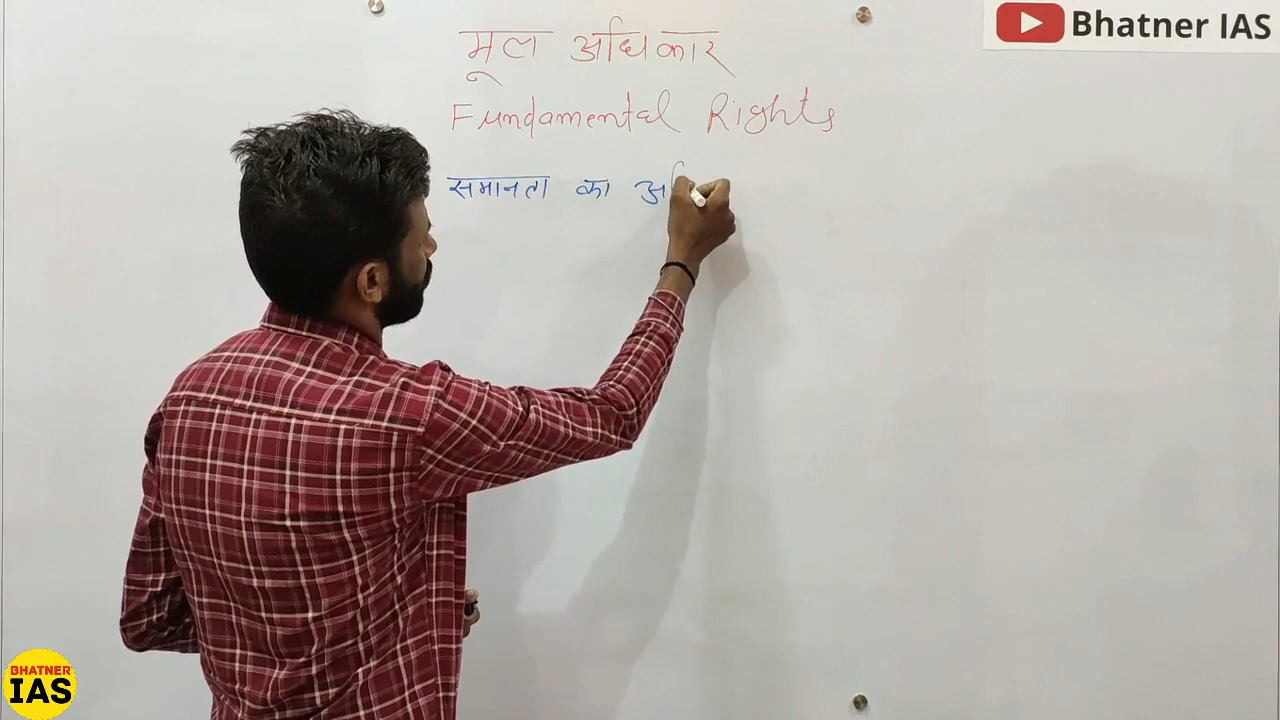 Bhatner IAS
मूल अधिकार
Fundamental Rights
समानता का अि
BHATNER
IAS